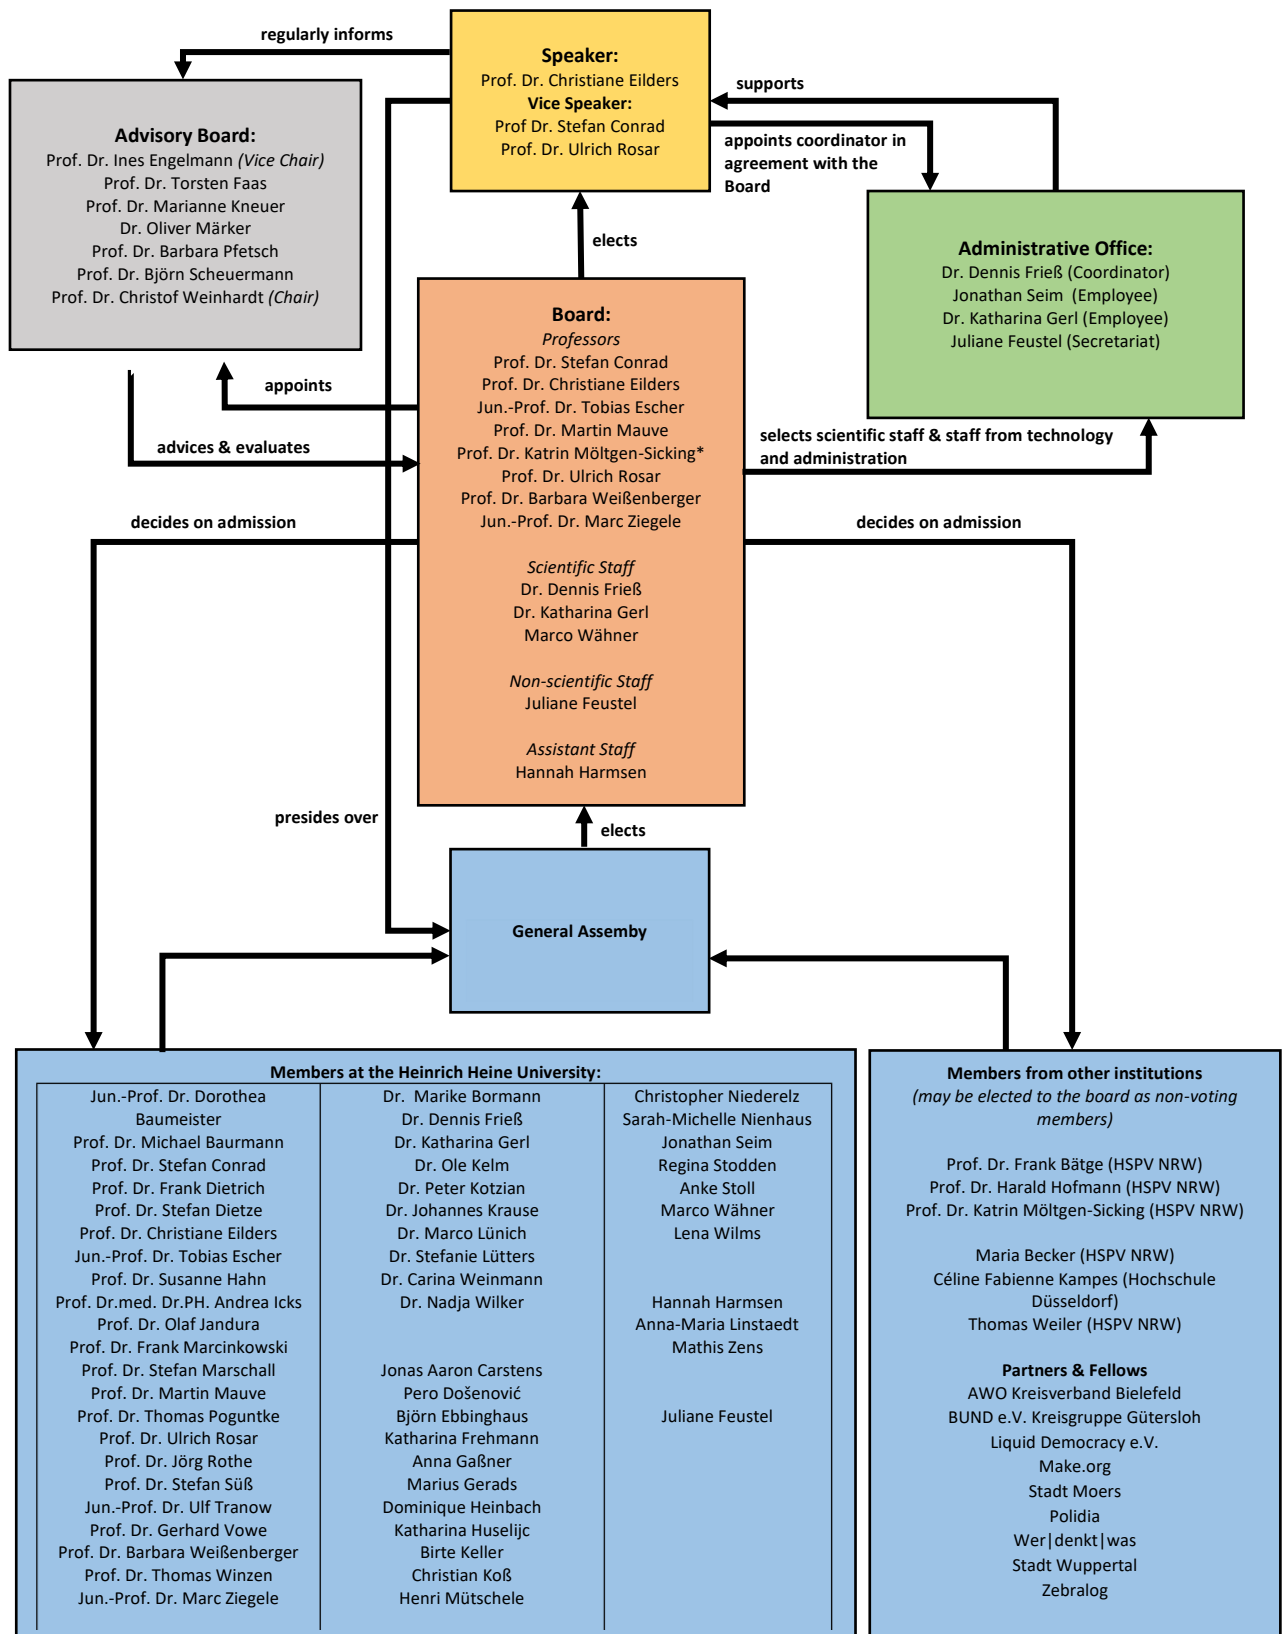 regularly informs
Speaker:
Prof. Dr. Christiane Eilders
Vice Speaker:
Prof Dr. Stefan Conrad
Prof. Dr. Ulrich Rosar
supports
appoints coordinator in
agreement with the
Board
Advisory Board:
Prof. Dr. Ines Engelmann (Vice Chair)
Prof. Dr. Torsten Faas
Prof. Dr. Marianne Kneuer
Dr. Oliver Märker
Prof. Dr. Barbara Pfetsch
Prof. Dr. Björn Scheuermann
Prof. Dr. Christof Weinhardt (Chair)
elects
Administrative Office:
Dr. Dennis Frieß (Coordinator)
Jonathan Seim (Employee)
Dr. Katharina Gerl (Employee)
Juliane Feustel (Secretariat)
Board:
Professors
Prof. Dr. Stefan Conrad
Prof. Dr. Christiane Eilders
Jun.-Prof. Dr. Tobias Escher
Prof. Dr. Martin Mauve
Prof. Dr. Katrin Möltgen-Sicking*
Prof. Dr. Ulrich Rosar
Prof. Dr. Barbara Weißenberger
Jun.-Prof. Dr. Marc Ziegele
Scientific Staff
Dr. Dennis Frieß
Dr. Katharina Gerl
Marco Wähner
Non-scientific Staff
Juliane Feustel
Assistant Staff
Hannah Harmsen
appoints
advices & evaluates
selects scientific staff & staff from technology
and administration
decides on admission
decides on admission
presides over
elects
General Assemby
Members at the Heinrich Heine University:
Jun.-Prof. Dr. Dorothea
Baumeister
Prof. Dr. Michael Baurmann
Prof. Dr. Stefan Conrad
Prof. Dr. Frank Dietrich
Prof. Dr. Stefan Dietze
Prof. Dr. Christiane Eilders
Jun.-Prof. Dr. Tobias Escher
Prof. Dr. Susanne Hahn
Prof. Dr.med. Dr.PH. Andrea Icks
Prof. Dr. Olaf Jandura
Prof. Dr. Frank Marcinkowski
Prof. Dr. Stefan Marschall
Prof. Dr. Martin Mauve
Prof. Dr. Thomas Poguntke
Prof. Dr. Ulrich Rosar
Prof. Dr. Jörg Rothe
Prof. Dr. Stefan Süß
Jun.-Prof. Dr. Ulf Tranow
Prof. Dr. Gerhard Vowe
Prof. Dr. Barbara Weißenberger
Prof. Dr. Thomas Winzen
Jun.-Prof. Dr. Marc Ziegele
Dr. Marike Bormann
Dr. Dennis Frieß
Dr. Katharina Gerl
Dr. Ole Kelm
Dr. Peter Kotzian
Dr. Johannes Krause
Dr. Marco Lünich
Dr. Stefanie Lütters
Dr. Carina Weinmann
Dr. Nadja Wilker
Jonas Aaron Carstens
Pero Došenović
Björn Ebbinghaus
Katharina Frehmann
Anna Gaßner
Marius Gerads
Dominique Heinbach
Katharina Huselijc
Birte Keller
Christian Koß
Henri Mütschele
Christopher Niederelz
Sarah-Michelle Nienhaus
Jonathan Seim
Regina Stodden
Anke Stoll
Marco Wähner
Lena Wilms
Hannah Harmsen
Anna-Maria Linstaedt
Mathis Zens
Juliane Feustel
Members from other institutions
(may be elected to the board as non-voting
members)
Prof. Dr. Frank Bätge (HSPV NRW)
Prof. Dr. Harald Hofmann (HSPV NRW)
Prof. Dr. Katrin Möltgen-Sicking (HSPV NRW)
Maria Becker (HSPV NRW)
Céline Fabienne Kampes (Hochschule
Düsseldorf)
Thomas Weiler (HSPV NRW)
Partners & Fellows
AWO Kreisverband Bielefeld
BUND e.V. Kreisgruppe Gütersloh
Liquid Democracy e.V.
Make.org
Stadt Moers
Polidia
Wer|denkt|was
Stadt Wuppertal
Zebralog